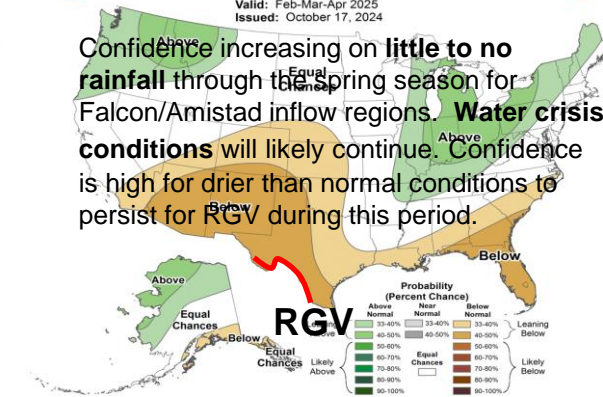 Valid: Feb-Mar-Apr 2025
Issued: October 17, 2024
Confidence increasing on little to no
rainfall through the spring season for
Falcon/Amistad inflow regions. Water crisis
conditions will likely continue. Confidence
is high for drier than normal conditions to
persist for RGV during this period.
Above
Equal
Chances
Above
Below
Below
Above
Equal
Chances
Below
Equal
Chances
RGV
Probability
(Percent Chance)
Above
Normal
Near
Normal
Below
Normal
Leaning
Above
33-40%
33-40%
33-40%
Leaning
Below
40-50%
40-50%
40-50%
Likely
Above
50-60%
60-70%
70-80%
80-90%
90-100%
Equal
Chances
50-60%
60-70%
70-80%
80-90%
90-100%
Likely
Below